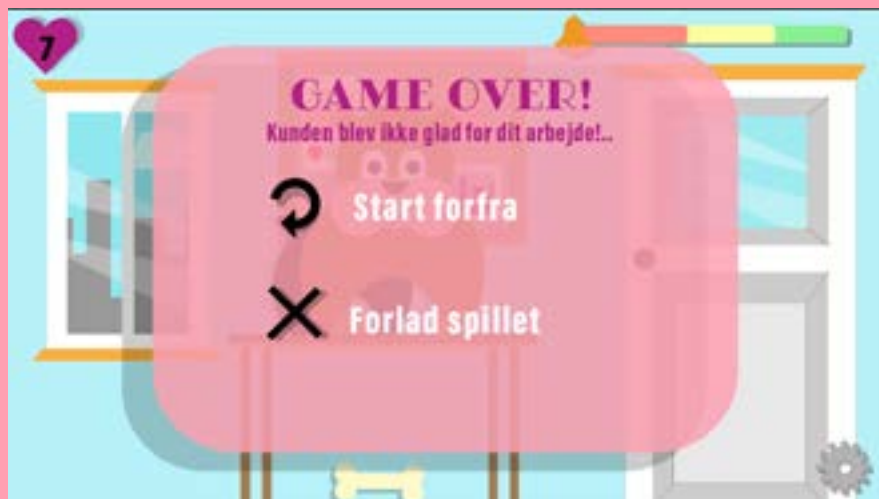 7
GAME OVER!
Kunden blev ikke glad for dit arbejde!..
Start forfra
Forlad spillet